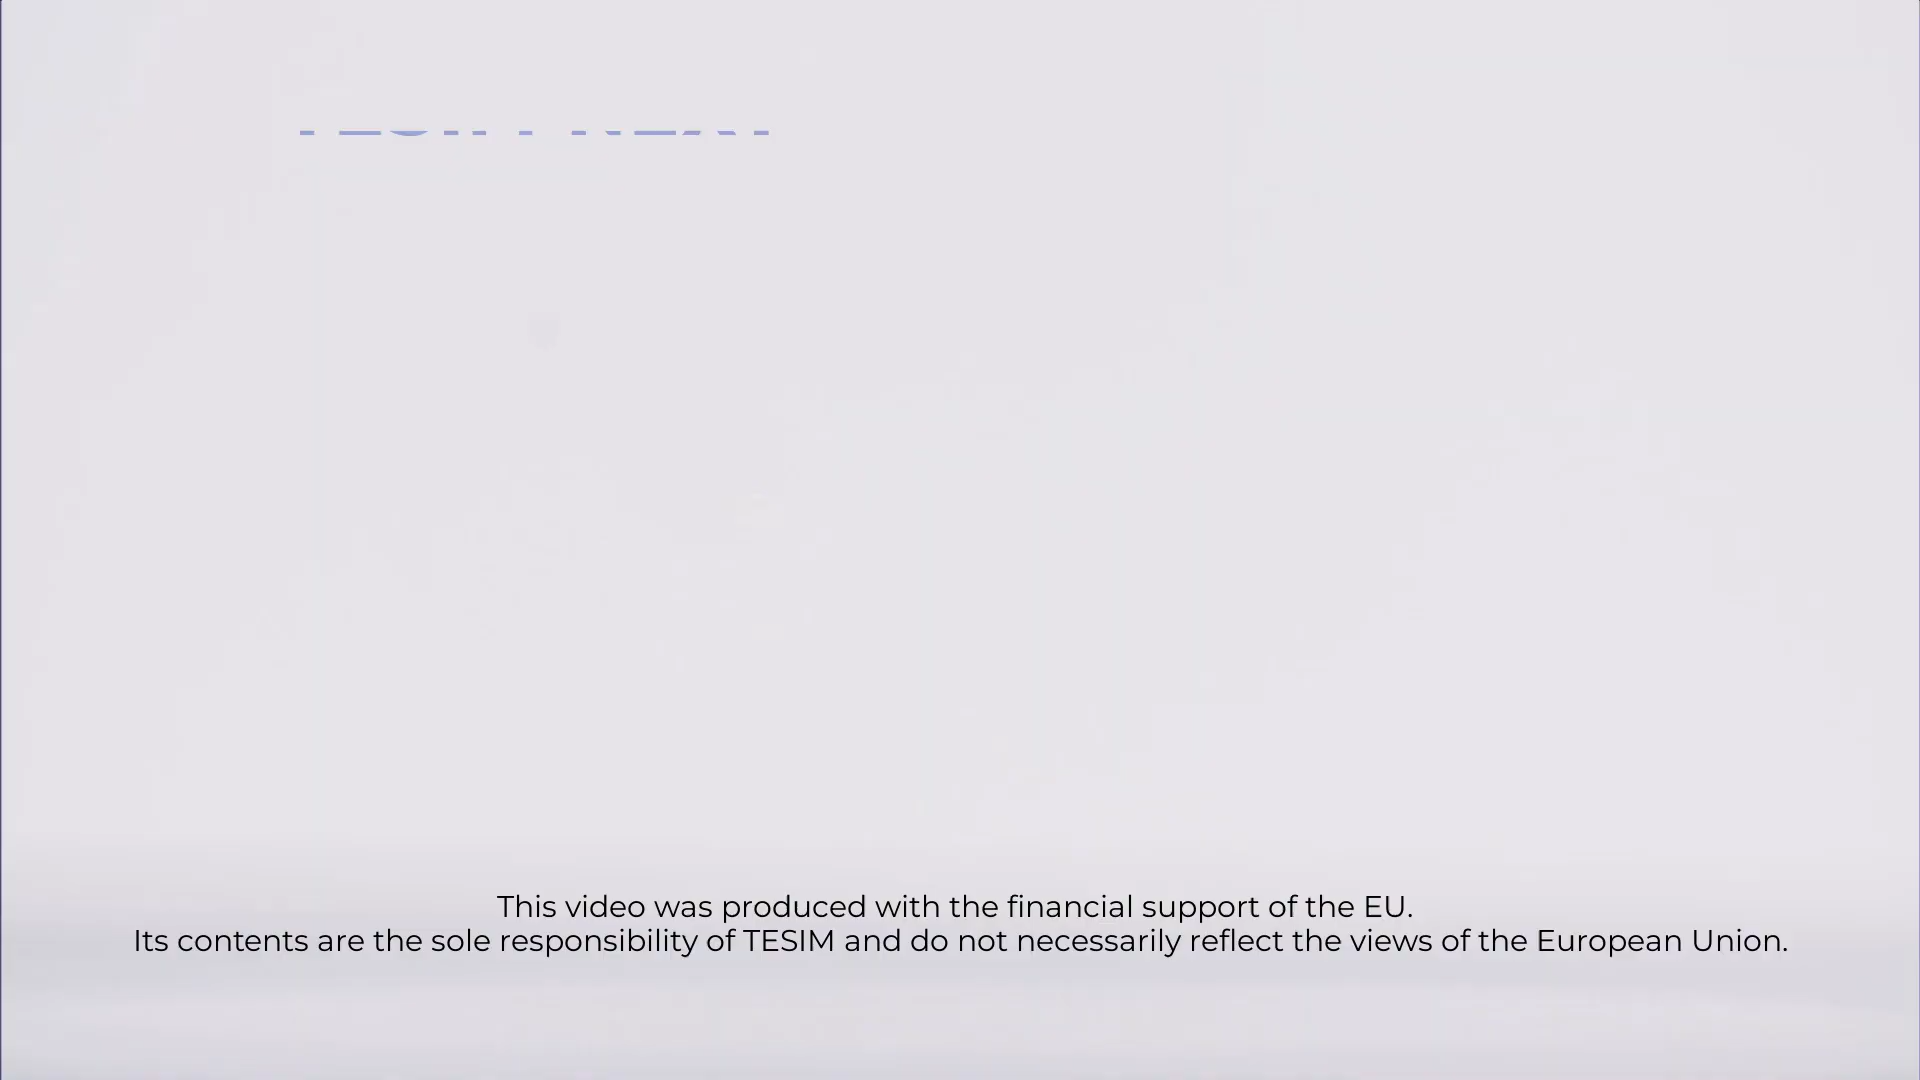 This video was produced with the financial support of the EU.
Its contents are the sole responsibility of TESIM and do not necessarily reflect the views of the European Union.